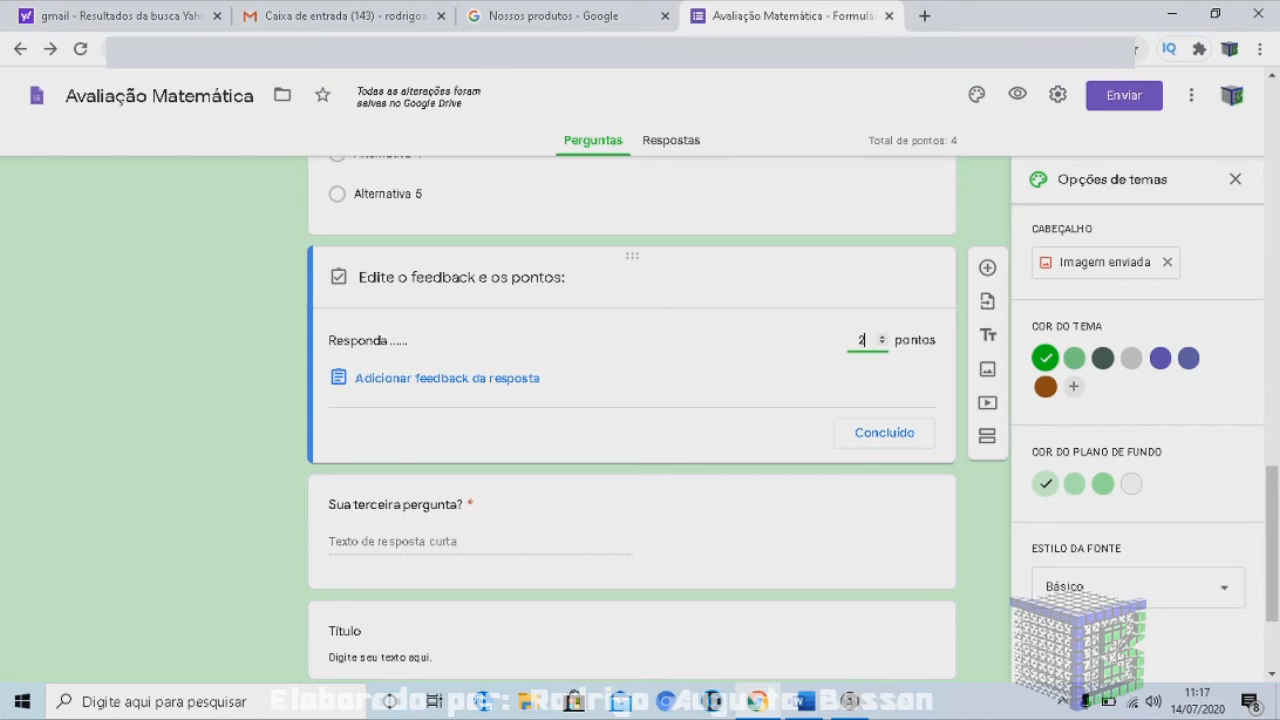 gmail - Resultados da busca Yaho
Caixa de entrada (143) - rodrigos
Nossos produtos - Google
Avaliação Matemática - Formulá
IQ
Avaliação Matemática
Todas as alterações foram
salvas no Google Drive
Enviar
Perguntas
Respostas
Total de pontos: 4
Alternativa 5
Opções de temas
CABEÇALHO
Imagem enviada
Edite o feedback e os pontos:
Responda ......
2 pontos
Adicionar feedback da resposta
Concluído
COR DO TEMA
COR DO PLANO DE FUNDO
Sua terceira pergunta? *
Texto de resposta curta
ESTILO DA FONTE
Básico
Título
Digite seu texto aqui.
Digite aqui para pesquisar
Elaborado por: Rodrigo Augusto Bossan
11:17
14/07/2020
8